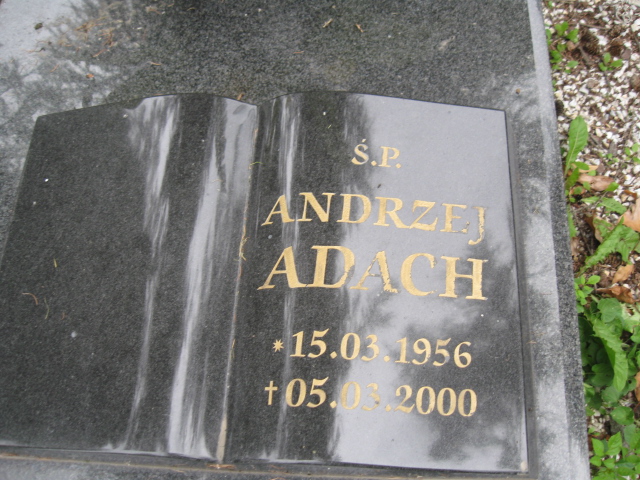 Ś.P.
ANDRZEJ
ADACH
* 15.03.1956
† 05.03.2000